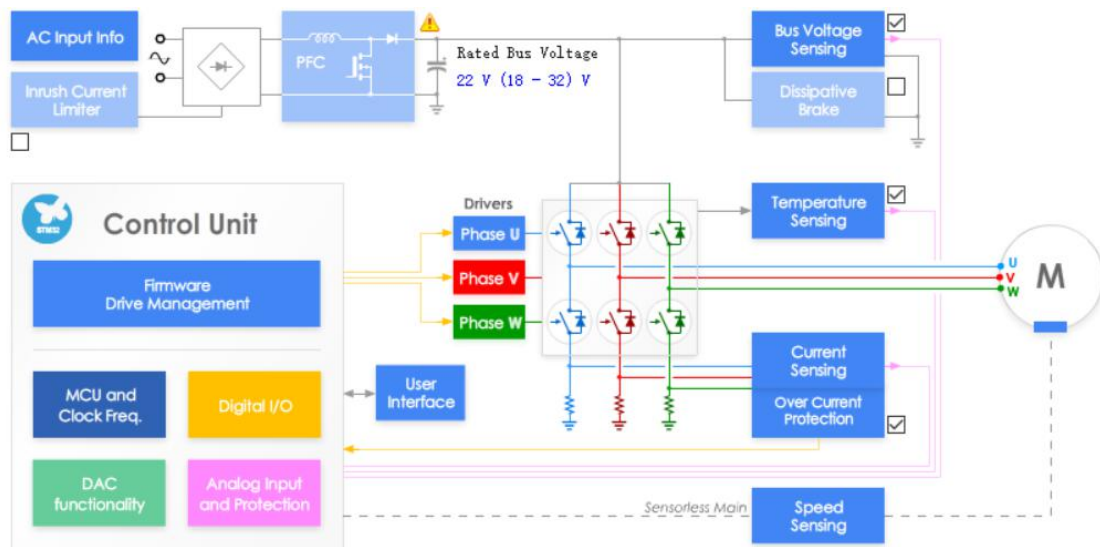 AC Input Info
Inrush Current
Limiter
PFC
Rated Bus Voltage
22 V (18 – 32) V
Bus Voltage
Sensing
Dissipative
Brake
STM32
Control Unit
Firmware
Drive Management
MCU and
Clock Freq.
Digital I/O
DAC
functionality
Analog Input
and Protection
User
Interface
Drivers
Phase U
Phase V
Phase W
Temperature
Sensing
U
V
W
M
Current
Sensing
Over Current
Protection
Sensorless Main
Speed
Sensing